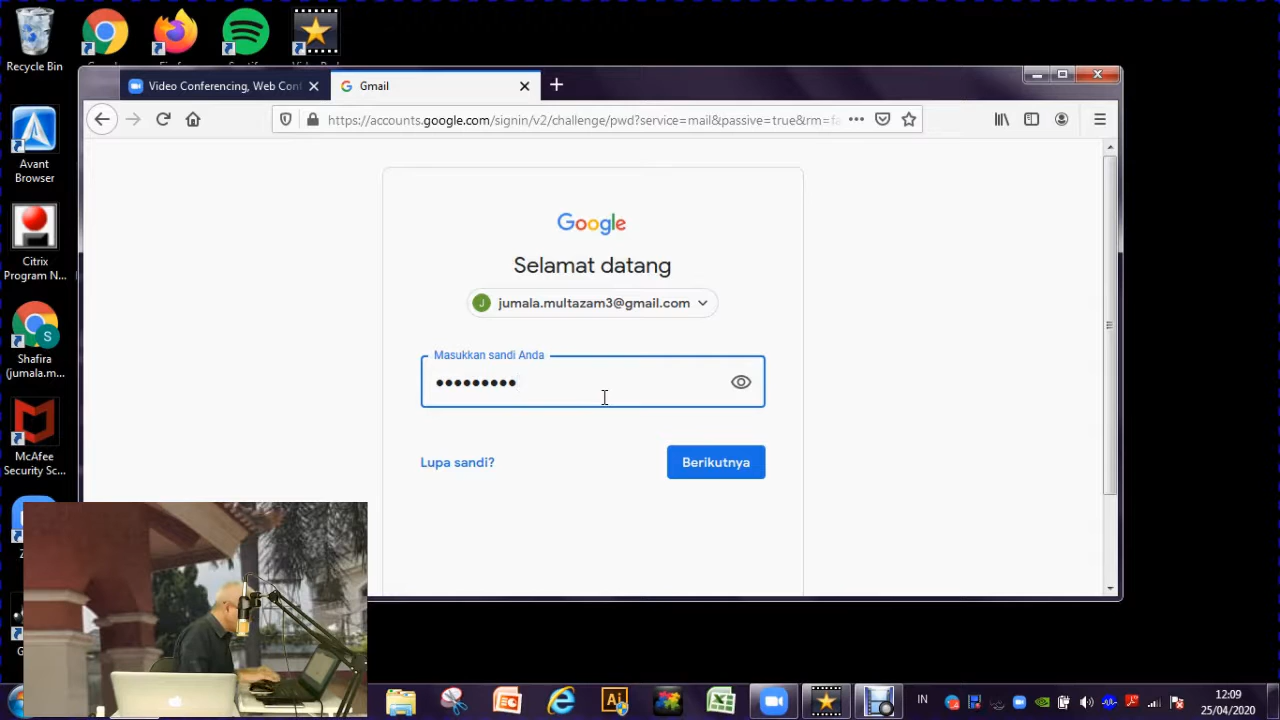 Recycle Bin
Avant
Browser
Citrix
Program N...
Shafira
(jumala.m...
McAfee
Security Sc...
Video Conferencing, Web Conf
Gmail
https://accounts.google.com/signin/v2/challenge/pwd?service=mail&passive=true&rm=fa
Google
Selamat datang
J
jumala.multazam3@gmail.com
Masukkan sandi Anda
•••••••••
Lupa sandi?
Berikutnya
S
Ai
IN
12:09
25/04/2020